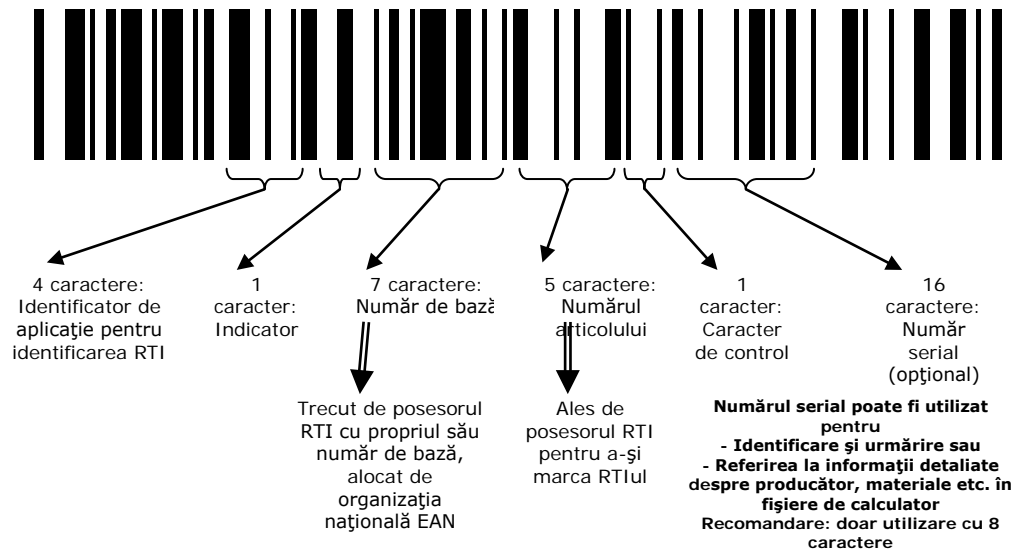 4 caractere:
Identificator de
aplicaţie pentru
identificarea RTI
1
caracter:
Indicator
7 caractere:
Număr de bază
5 caractere:
Numărul
articolului
1
caracter:
Caracter
de control
16
caractere:
Număr
serial
(opţional)
Trecut de posesorul
RTI cu propriul său
număr de bază,
alocat de
organizaţia
naţională EAN
Ales de
posesorul RTI
pentru a-şi
marca RTIul
Numărul serial poate fi utilizat
pentru
- Identificare şi urmărire sau
- Referirea la informaţii detaliate
despre producător, materiale etc. în
fişiere de calculator
Recomandare: doar utilizare cu 8
caractere